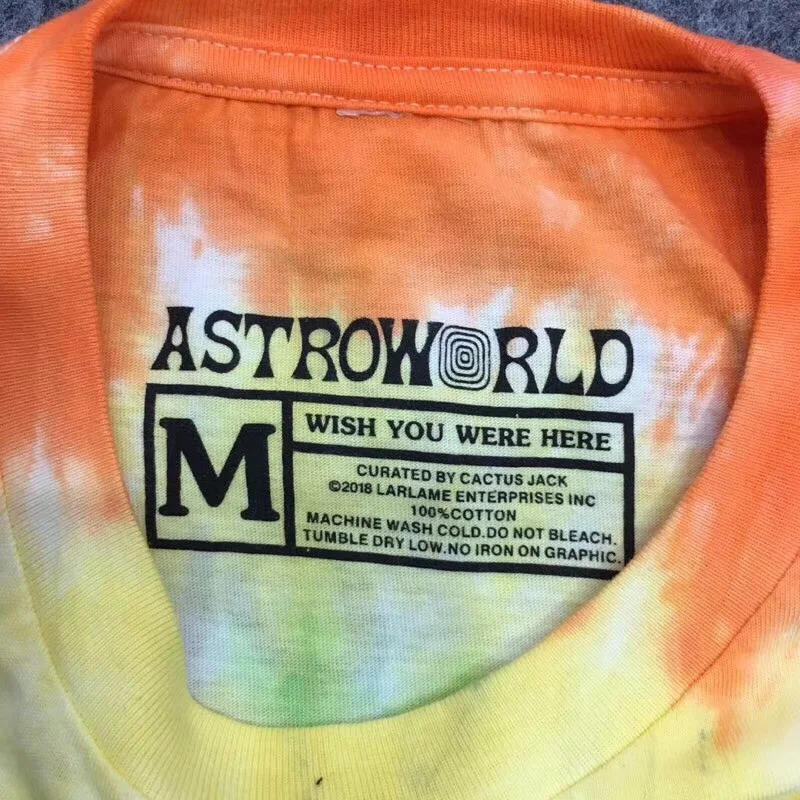 ASTROWORLD
M
WISH YOU WERE HERE
CURATED BY CACTUS JACK
©2018 LARLAME ENTERPRISES INC
100%COTTON
MACHINE WASH COLD.DO NOT BLEACH.
TUMBLE DRY LOW.NO IRON ON GRAPHIC.